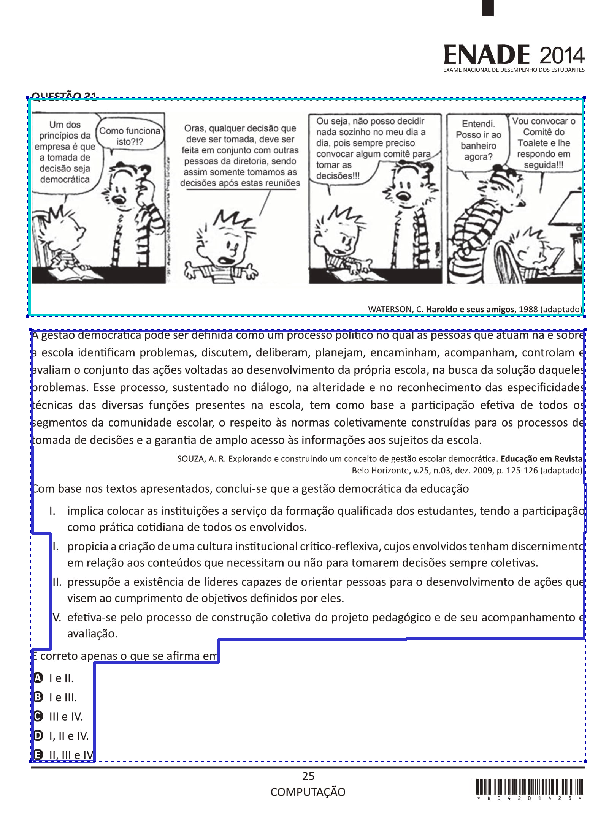 ENADE 2014
EXAME NACIONAL DE DESEMPENHO DOS ESTUDANTES
QUESTÃO 21
Um dos
princípios da
empresa é que
a tomada de
decisão seja
democrática
Como funciona
isto?!?
Oras, qualquer decisão que
deve ser tomada, deve ser
feita em conjunto com outras
pessoas da diretoria, sendo
assim somente tomamos as
decisões após estas reuniões
Ou seja, não posso decidir
nada sozinho no meu dia a
dia, pois sempre preciso
convocar algum comitê para
tomar as
decisões!!!
Entendi.
Posso ir ao
banheiro
agora?
Vou convocar o
Comitê do
Toalete e lhe
respondo em
seguida!!!
WATERSON, C. Haroldo e seus amigos, 1988 (adaptado)
A gestão democrática pode ser definida como um processo político no qual as pessoas que atuam na e sobre
a escola identificam problemas, discutem, deliberam, planejam, encaminham, acompanham, controlam e
avaliam o conjunto das ações voltadas ao desenvolvimento da própria escola, na busca da solução daqueles
problemas. Esse processo, sustentado no diálogo, na alteridade e no reconhecimento das especificidades
técnicas das diversas funções presentes na escola, tem como base a participação efetiva de todos os
segmentos da comunidade escolar, o respeito às normas coletivamente construídas para os processos de
tomada de decisões e a garantia de amplo acesso às informações aos sujeitos da escola.
SOUZA, A. R. Explorando e construindo um conceito de gestão escolar democrática. Educação em Revista
Belo Horizonte, v.25, n.03, dez. 2009, p. 125-126 (adaptado)
Com base nos textos apresentados, conclui-se que a gestão democrática da educação
I. implica colocar as instituições a serviço da formação qualificada dos estudantes, tendo a participação
como prática cotidiana de todos os envolvidos.
I. propicia a criação de uma cultura institucional crítico-reflexiva, cujos envolvidos tenham discernimento
em relação aos conteúdos que necessitam ou não para tomarem decisões sempre coletivas.
II. pressupõe a existência de líderes capazes de orientar pessoas para o desenvolvimento de ações que
visem ao cumprimento de objetivos definidos por eles.
V. efetiva-se pelo processo de construção coletiva do projeto pedagógico e de seu acompanhamento e
avaliação.
É correto apenas o que se afirma em
A I e II.
B I e III.
C III e IV.
D I, II e IV.
E II, III e IV
25
COMPUTAÇÃO